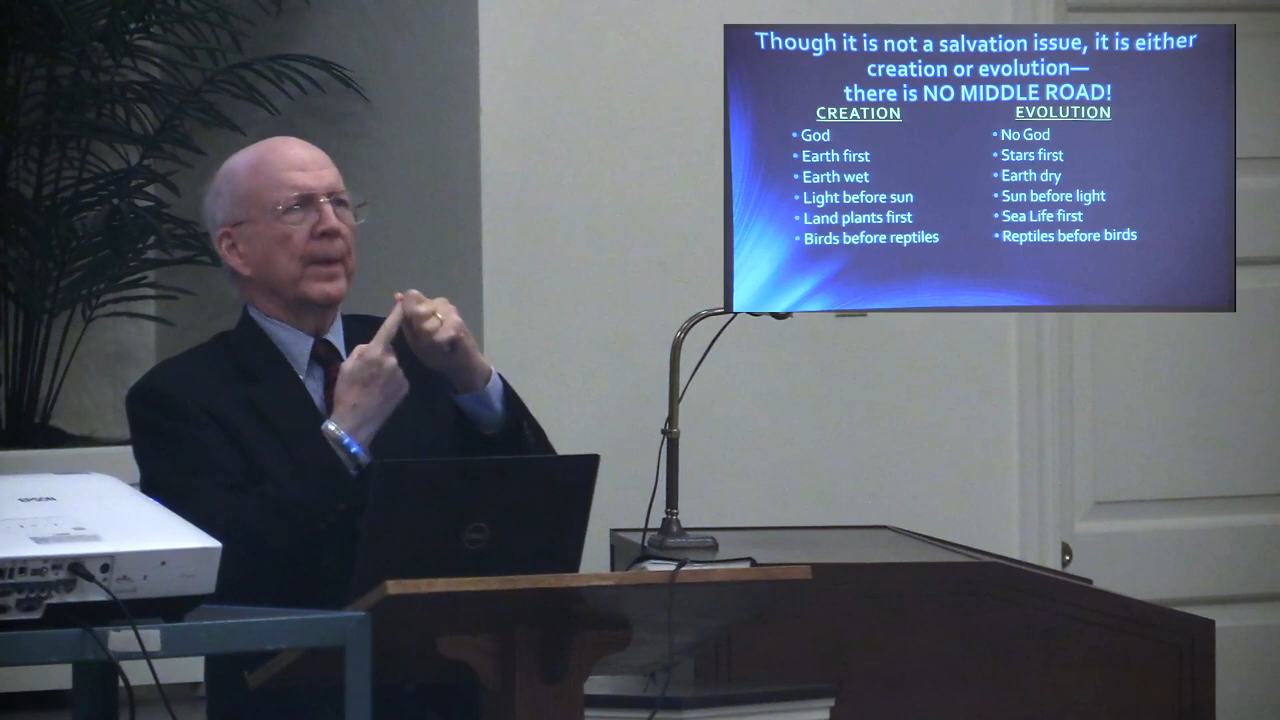 Though it is not a salvation issue, it is either
creation or evolution—
there is NO MIDDLE ROAD!
CREATION
• God
• Earth first
• Earth wet
• Light before sun
• Land plants first
• Birds before reptiles
EVOLUTION
• No God
• Stars first
• Earth dry
• Sun before light
• Sea Life first
• Reptiles before birds
EPSON
DELL